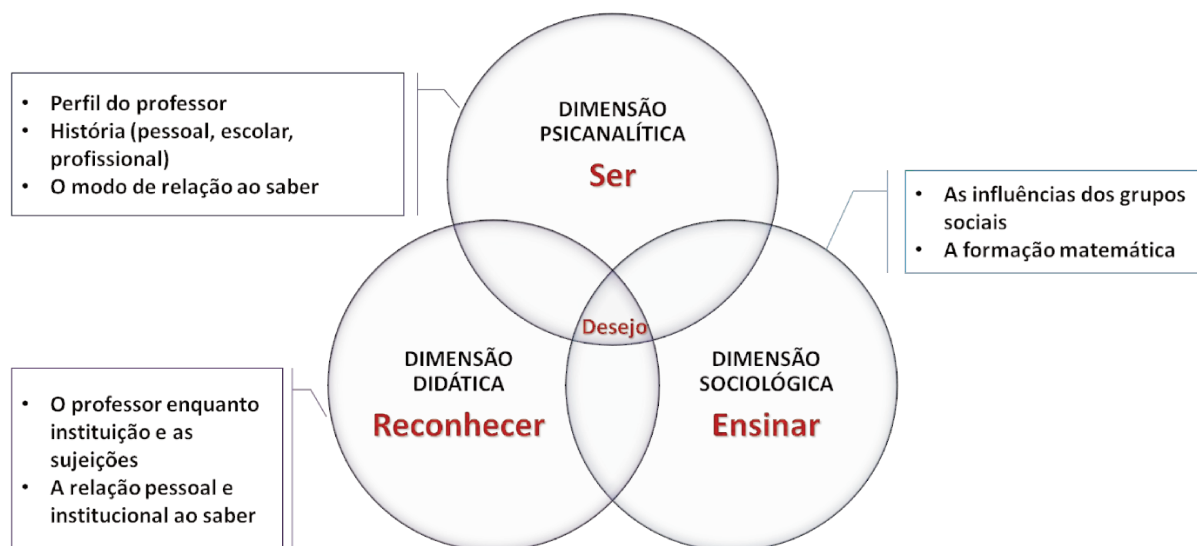 • Perfil do professor
• História (pessoal, escolar,
profissional)
• O modo de relação ao saber
DIMENSÃO
PSICANALÍTICA
Ser
• As influências dos grupos
sociais
• A formação matemática
Desejo
DIMENSÃO
DIDÁTICA
Reconhecer
DIMENSÃO
SOCIOLÓGICA
Ensinar
• O professor enquanto
instituição e as
sujeições
• A relação pessoal e
institucional ao saber